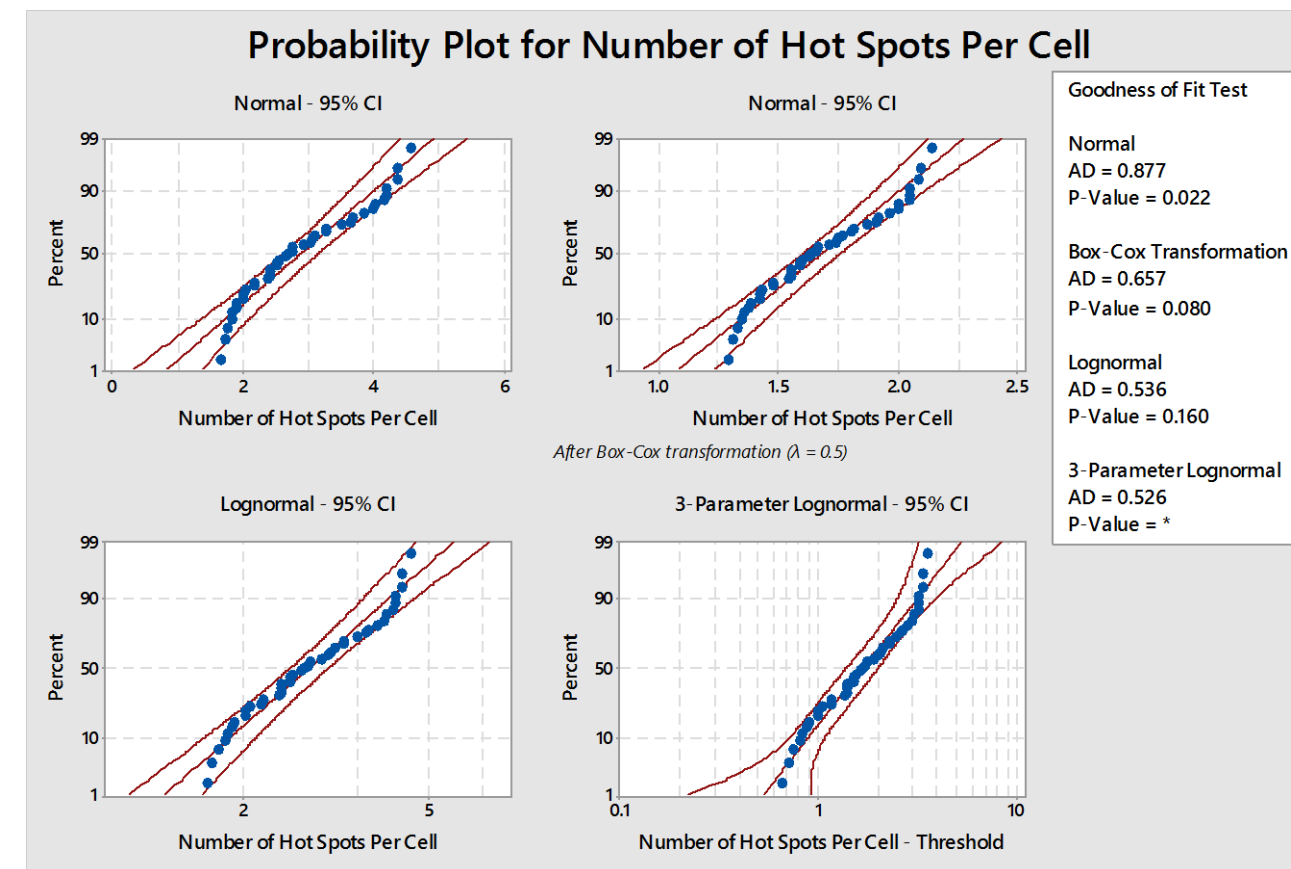 Probability Plot for Number of Hot Spots Per Cell
Normal - 95% CI
99
90
50
10
1
Percent
0 2 4 6
Number of Hot Spots Per Cell
Normal - 95% CI
99
90
50
10
1
Percent
1.0 1.5 2.0 2.5
Number of Hot Spots Per Cell
After Box-Cox transformation (λ = 0.5)
Lognormal - 95% CI
99
90
50
10
1
Percent
2 5
Number of Hot Spots Per Cell
3-Parameter Lognormal - 95% CI
99
90
50
10
1
Percent
0.1 1 10
Number of Hot Spots Per Cell - Threshold
Goodness of Fit Test
Normal
AD = 0.877
P-Value = 0.022
Box-Cox Transformation
AD = 0.657
P-Value = 0.080
Lognormal
AD = 0.536
P-Value = 0.160
3-Parameter Lognormal
AD = 0.526
P-Value = *